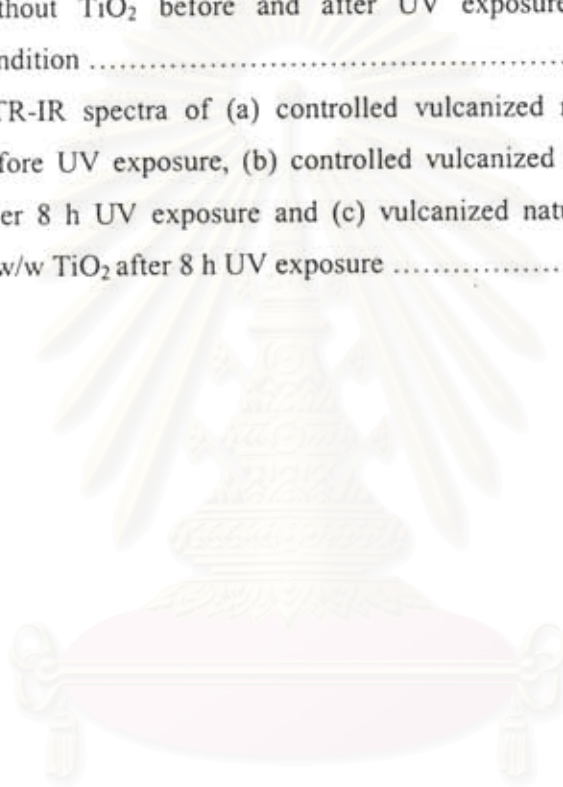 thout TiO₂ before and after UV exposure
ndition ..........................................................
TR-IR spectra of (a) controlled vulcanized
fore UV exposure, (b) controlled vulcanized
er 8 h UV exposure and (c) vulcanized natu
w/w TiO₂ after 8 h UV exposure ..................